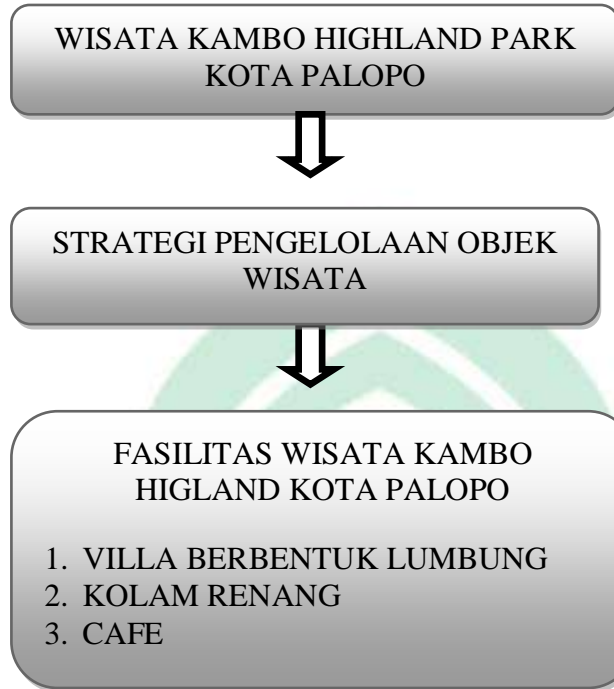 WISATA KAMBO HIGHLAND PARK
KOTA PALOPO
STRATEGI PENGELOLAAN OBJEK
WISATA
FASILITAS WISATA KAMBO
HIGLAND KOTA PALOPO
1. VILLA BERBENTUK LUMBUNG
2. KOLAM RENANG
3. CAFE